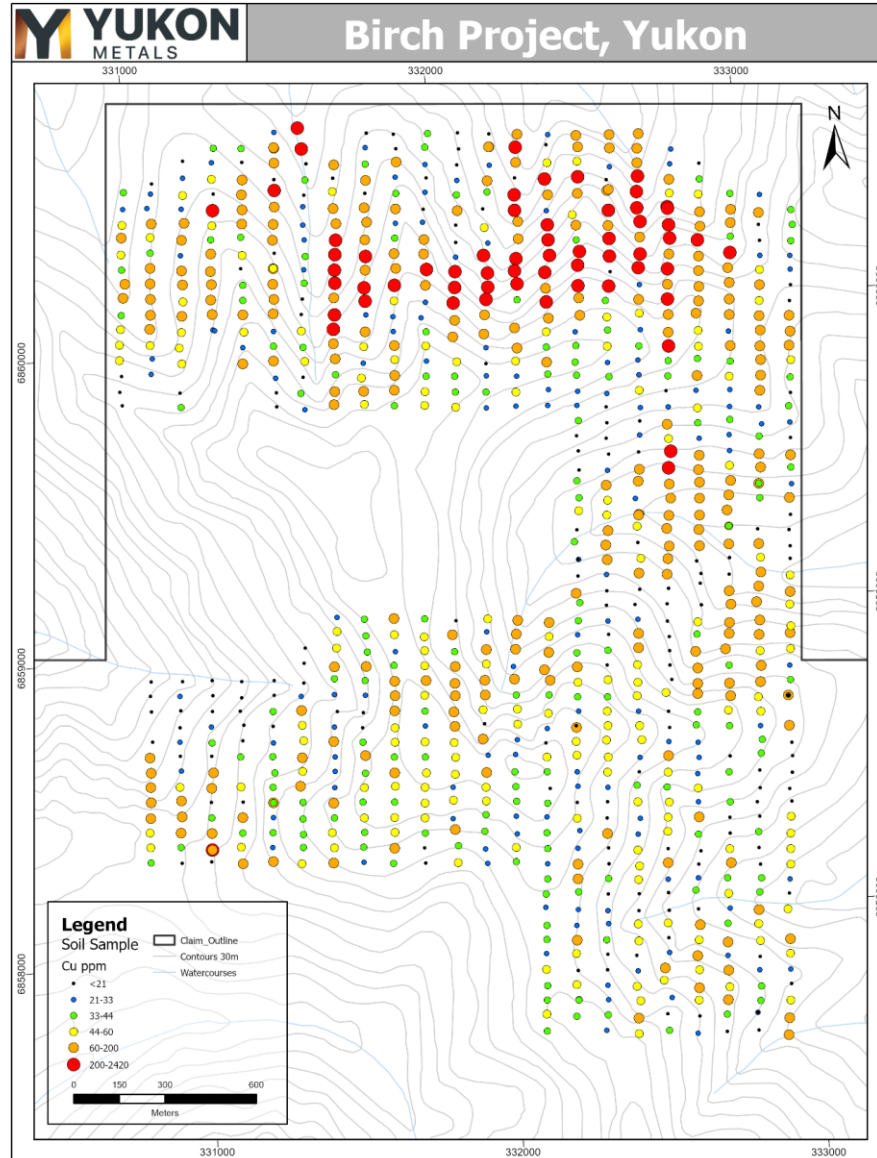 YUKON
METALS
Birch Project, Yukon
331000
332000
333000
N
6860000
6859000
6858000
Legend
Soil Sample
Cu ppm
<21
21-33
33-44
44-60
60-200
200-2420
Claim_Outline
Contours 30m
Watercourses
0 150 300 600
Meters
331000
332000
333000